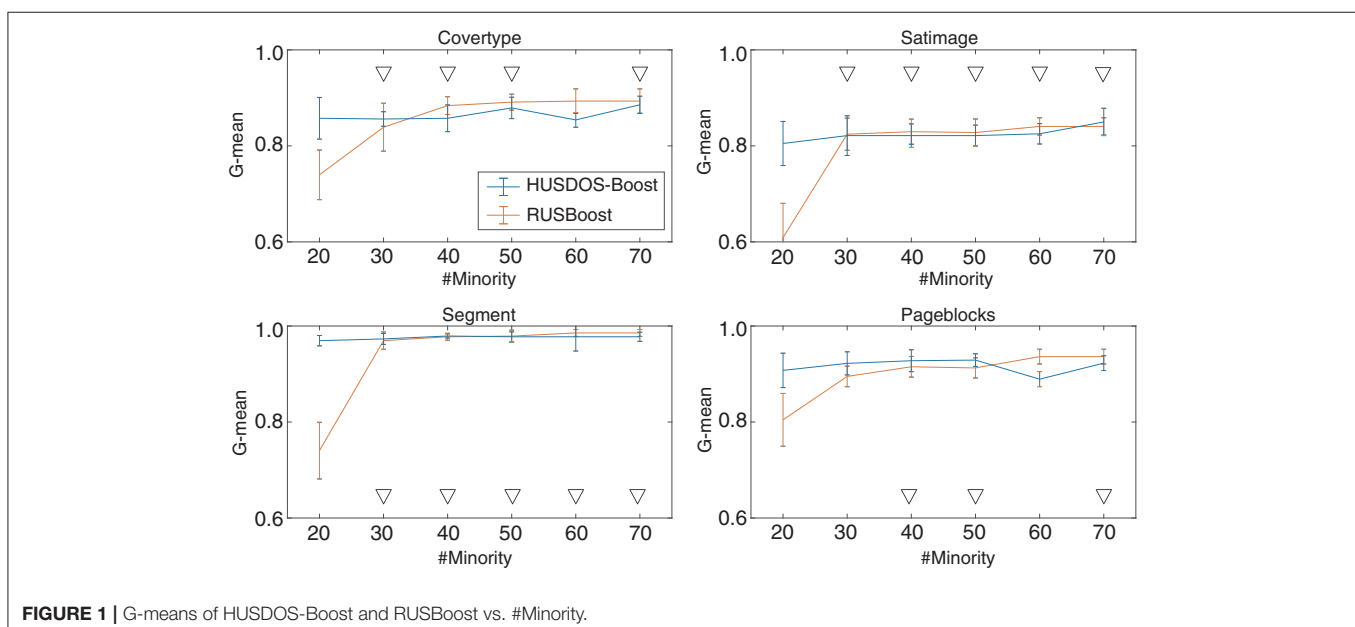 Covertype
1.0
0.8
0.6
G-mean
HUSDOS-Boost
RUSBoost
20 30 40 50 60 70
#Minority
Satimage
1.0
0.8
0.6
G-mean
20 30 40 50 60 70
#Minority
Segment
1.0
0.8
0.6
G-mean
20 30 40 50 60 70
#Minority
Pageblocks
1.0
0.8
0.6
G-mean
20 30 40 50 60 70
#Minority
FIGURE 1 | G-means of HUSDOS-Boost and RUSBoost vs. #Minority.